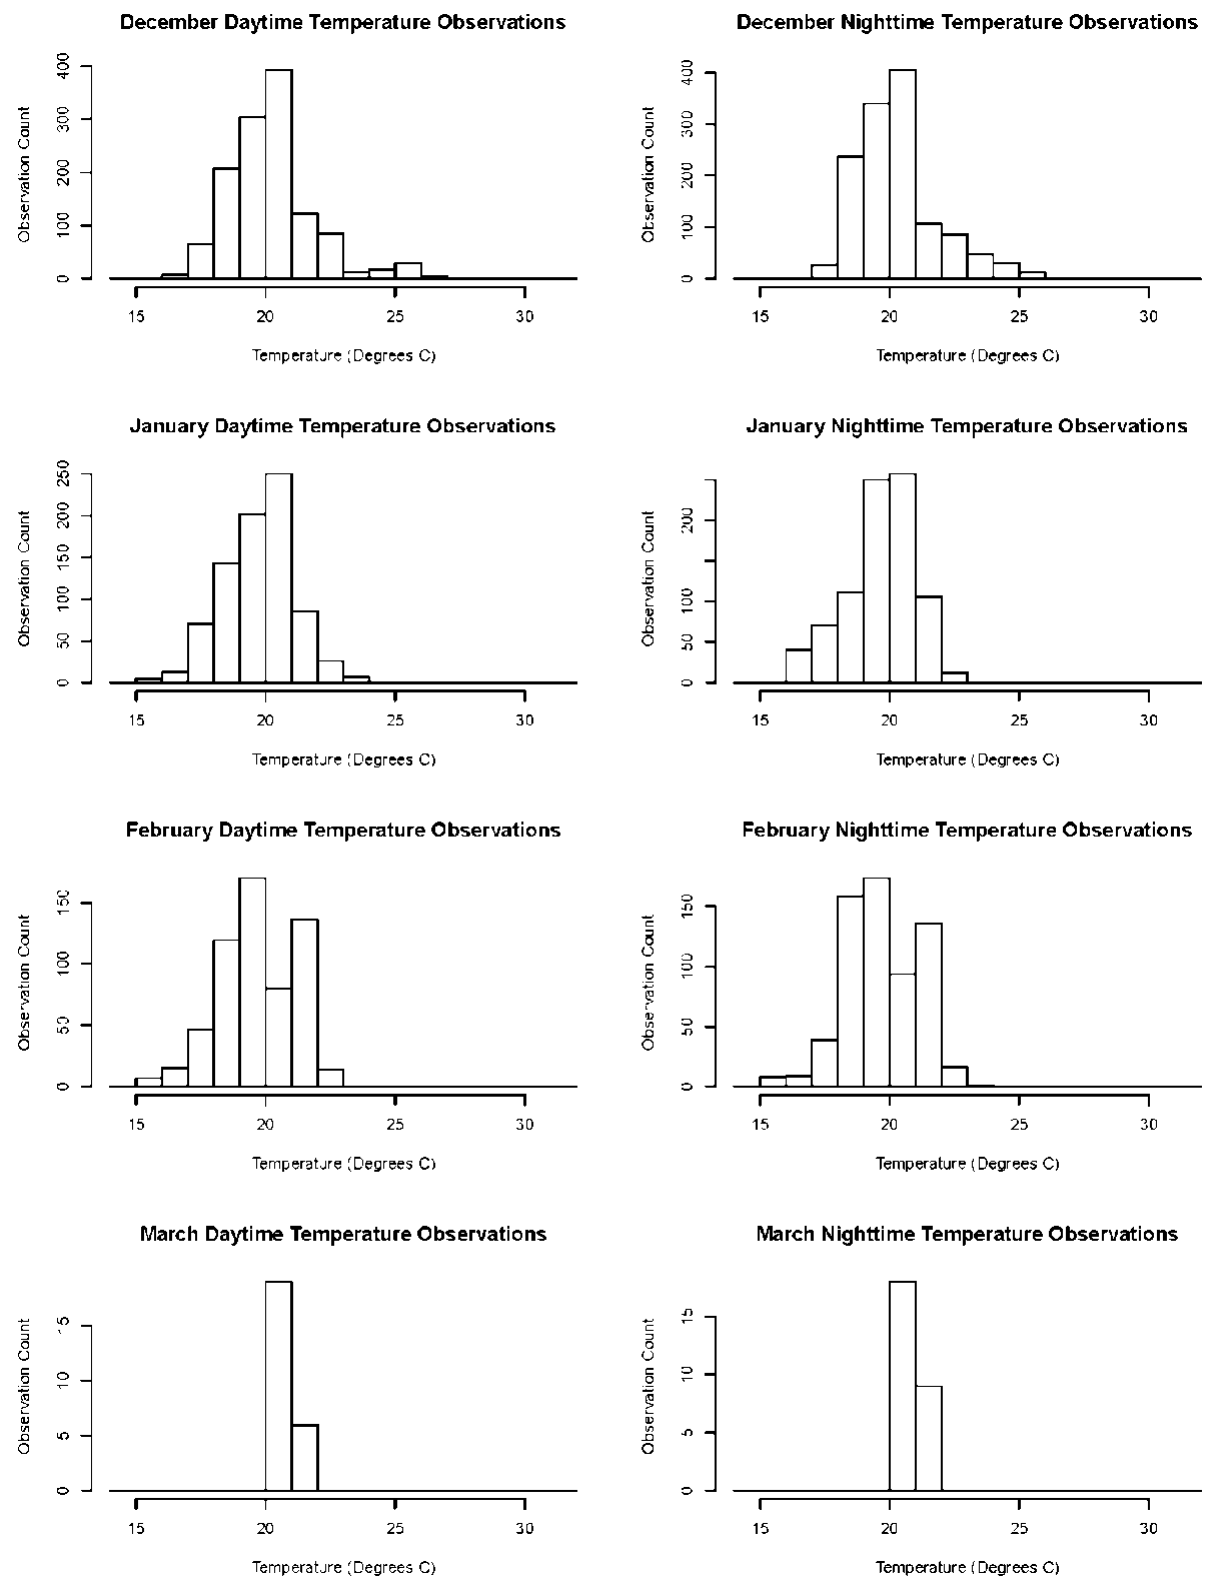 December Daytime Temperature Observations
Observation Count
0 100 200 300 400
15 20 25 30
Temperature (Degrees C)
December Nighttime Temperature Observations
Observation Count
0 100 200 300 400
15 20 25 30
Temperature (Degrees C)
January Daytime Temperature Observations
Observation Count
0 50 100 150 200 250
15 20 25 30
Temperature (Degrees C)
January Nighttime Temperature Observations
Observation Count
0 50 100 200
15 20 25 30
Temperature (Degrees C)
February Daytime Temperature Observations
Observation Count
0 50 100 150
15 20 25 30
Temperature (Degrees C)
February Nighttime Temperature Observations
Observation Count
0 50 100 150
15 20 25 30
Temperature (Degrees C)
March Daytime Temperature Observations
Observation Count
0 5 10 15
15 20 25 30
Temperature (Degrees C)
March Nighttime Temperature Observations
Observation Count
0 5 10 15
15 20 25 30
Temperature (Degrees C)